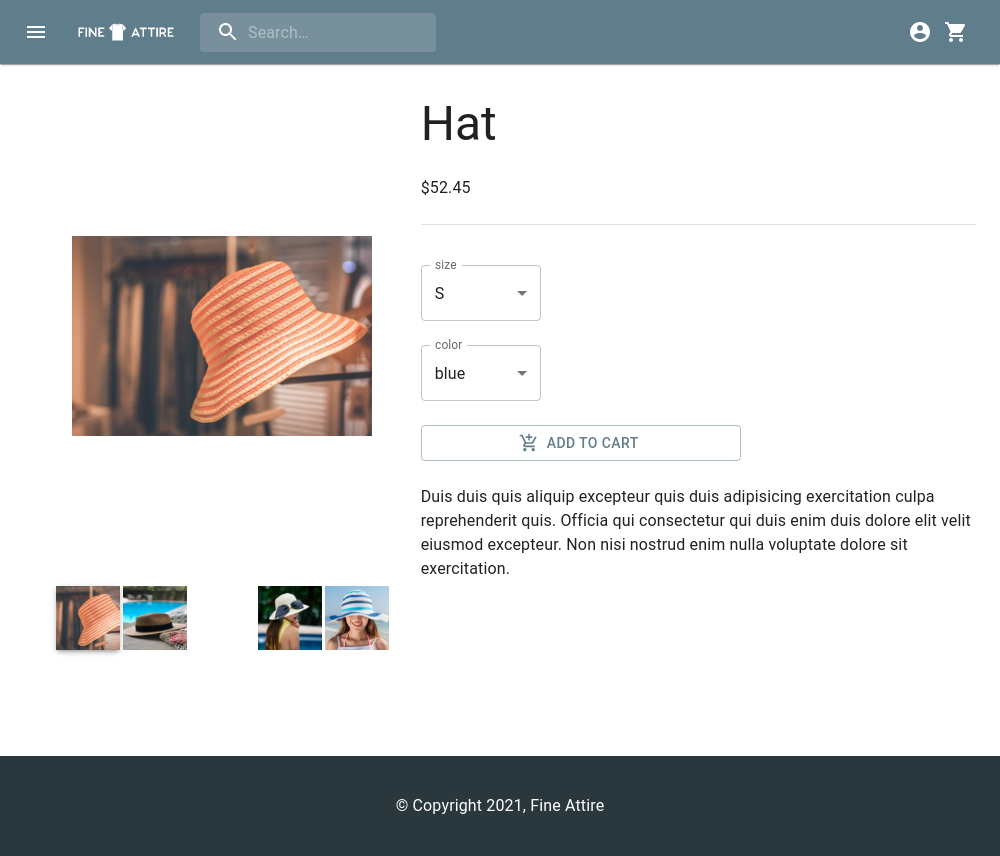 FINE ATTIRE
Search…
Hat
$52.45
size
S
color
blue
ADD TO CART
Duis duis quis aliquip excepteur quis duis adipisicing exercitation culpa
reprehenderit quis. Officia qui consectetur qui duis enim duis dolore elit velit
eiusmod excepteur. Non nisi nostrud enim nulla voluptate dolore sit
exercitation.
© Copyright 2021, Fine Attire